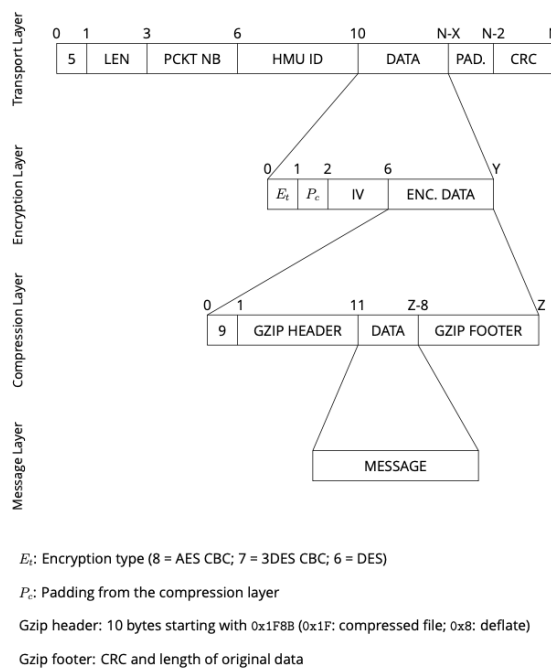 Transport Layer
0 1 3 6 10 N-X N-2
5 LEN PCKT NB HMU ID DATA PAD. CRC
Encryption Layer
0 1 2 6 Y
Eₜ P꜀ IV ENC. DATA
Compression Layer
0 1 11 Z-8 Z
9 GZIP HEADER DATA GZIP FOOTER
Message Layer
MESSAGE
Eₜ: Encryption type (8 = AES CBC; 7 = 3DES CBC; 6 = DES)
P꜀: Padding from the compression layer
Gzip header: 10 bytes starting with 0x1F8B (0x1F: compressed file; 0x8: deflate)
Gzip footer: CRC and length of original data